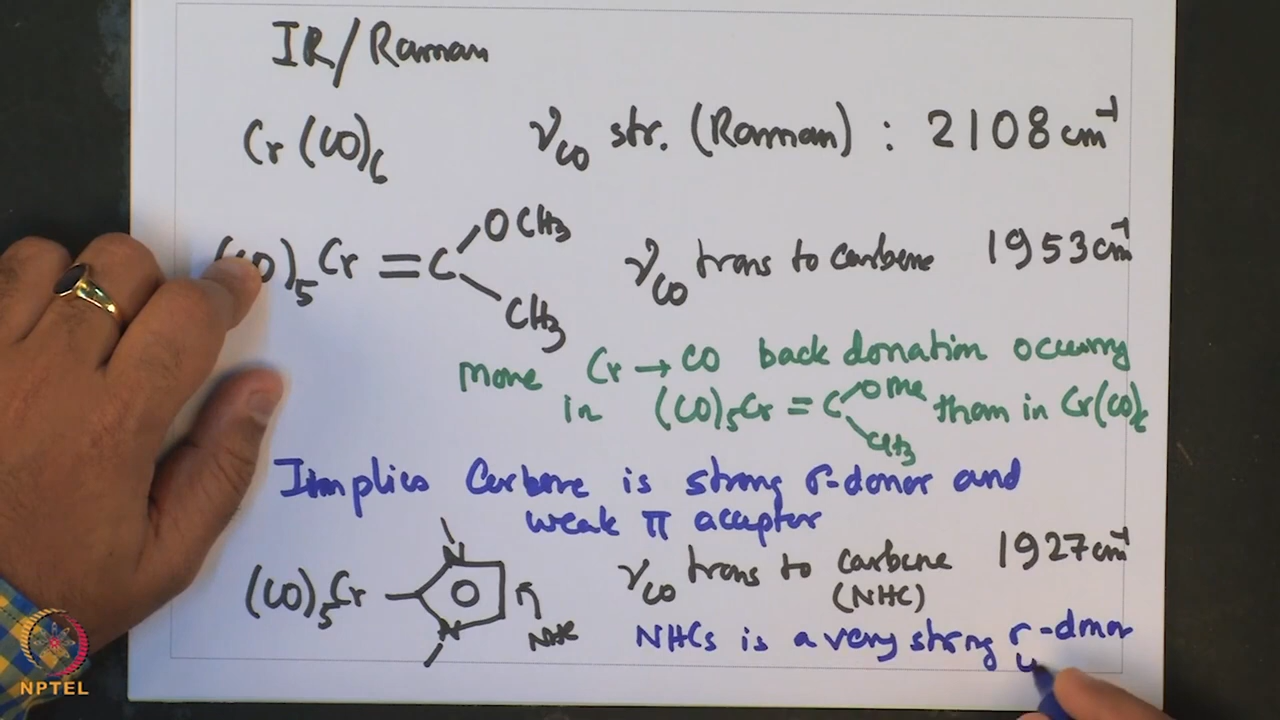 IR/Raman
Cr(CO)6 νCO str. (Raman) : 2108 cm-1
(CO)5Cr=C OCH3 CH3 νCO trans to carbene 1953 cm-1
more Cr → CO back donation occurry
in (CO)5Cr=C OMe CH3 than in Cr(CO)6
It implies Carbene is strong σ-donor and
weak π acceptor
(CO)5Cr N N NHC νCO trans to carbene (NHC) 1927 cm-1
NHCs is a very strong σ-donor
NPTEL